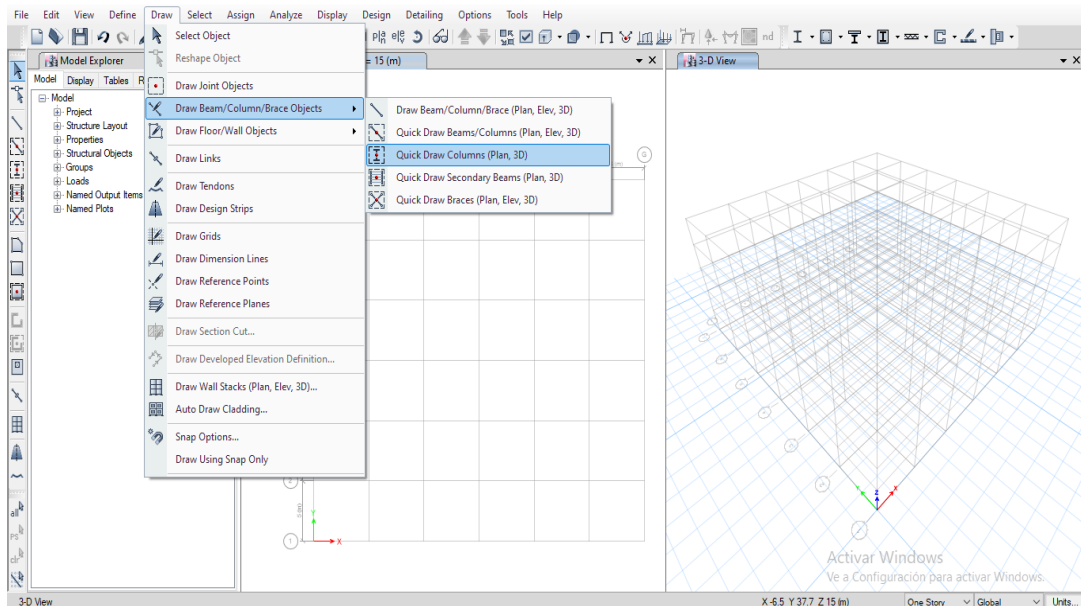 File Edit View Define Draw Select Assign Analyze Display Design Detailing Options Tools Help
nd
Model Explorer
= 15 (m)
3-D View
Model Display Tables R
Model
Project
Structure Layout
Properties
Structural Objects
Groups
Loads
Named Output Items
Named Plots
Select Object
Reshape Object
Draw Joint Objects
Draw Beam/Column/Brace Objects
Draw Floor/Wall Objects
Draw Links
Draw Tendons
Draw Design Strips
Draw Grids
Draw Dimension Lines
Draw Reference Points
Draw Reference Planes
Draw Section Cut...
Draw Developed Elevation Definition...
Draw Wall Stacks (Plan, Elev, 3D)...
Auto Draw Cladding...
Snap Options...
Draw Using Snap Only
Draw Beam/Column/Brace (Plan, Elev, 3D)
Quick Draw Beams/Columns (Plan, Elev, 3D)
Quick Draw Columns (Plan, 3D)
Quick Draw Secondary Beams (Plan, 3D)
Quick Draw Braces (Plan, Elev, 3D)
G
2
1
Y
X
Z
X
all
PS
clr
Activar Windows
Ve a Configuración para activar Windows.
3-D View
X -6.5 Y 37.7 Z 15 (m)
One Story
Global
Units...